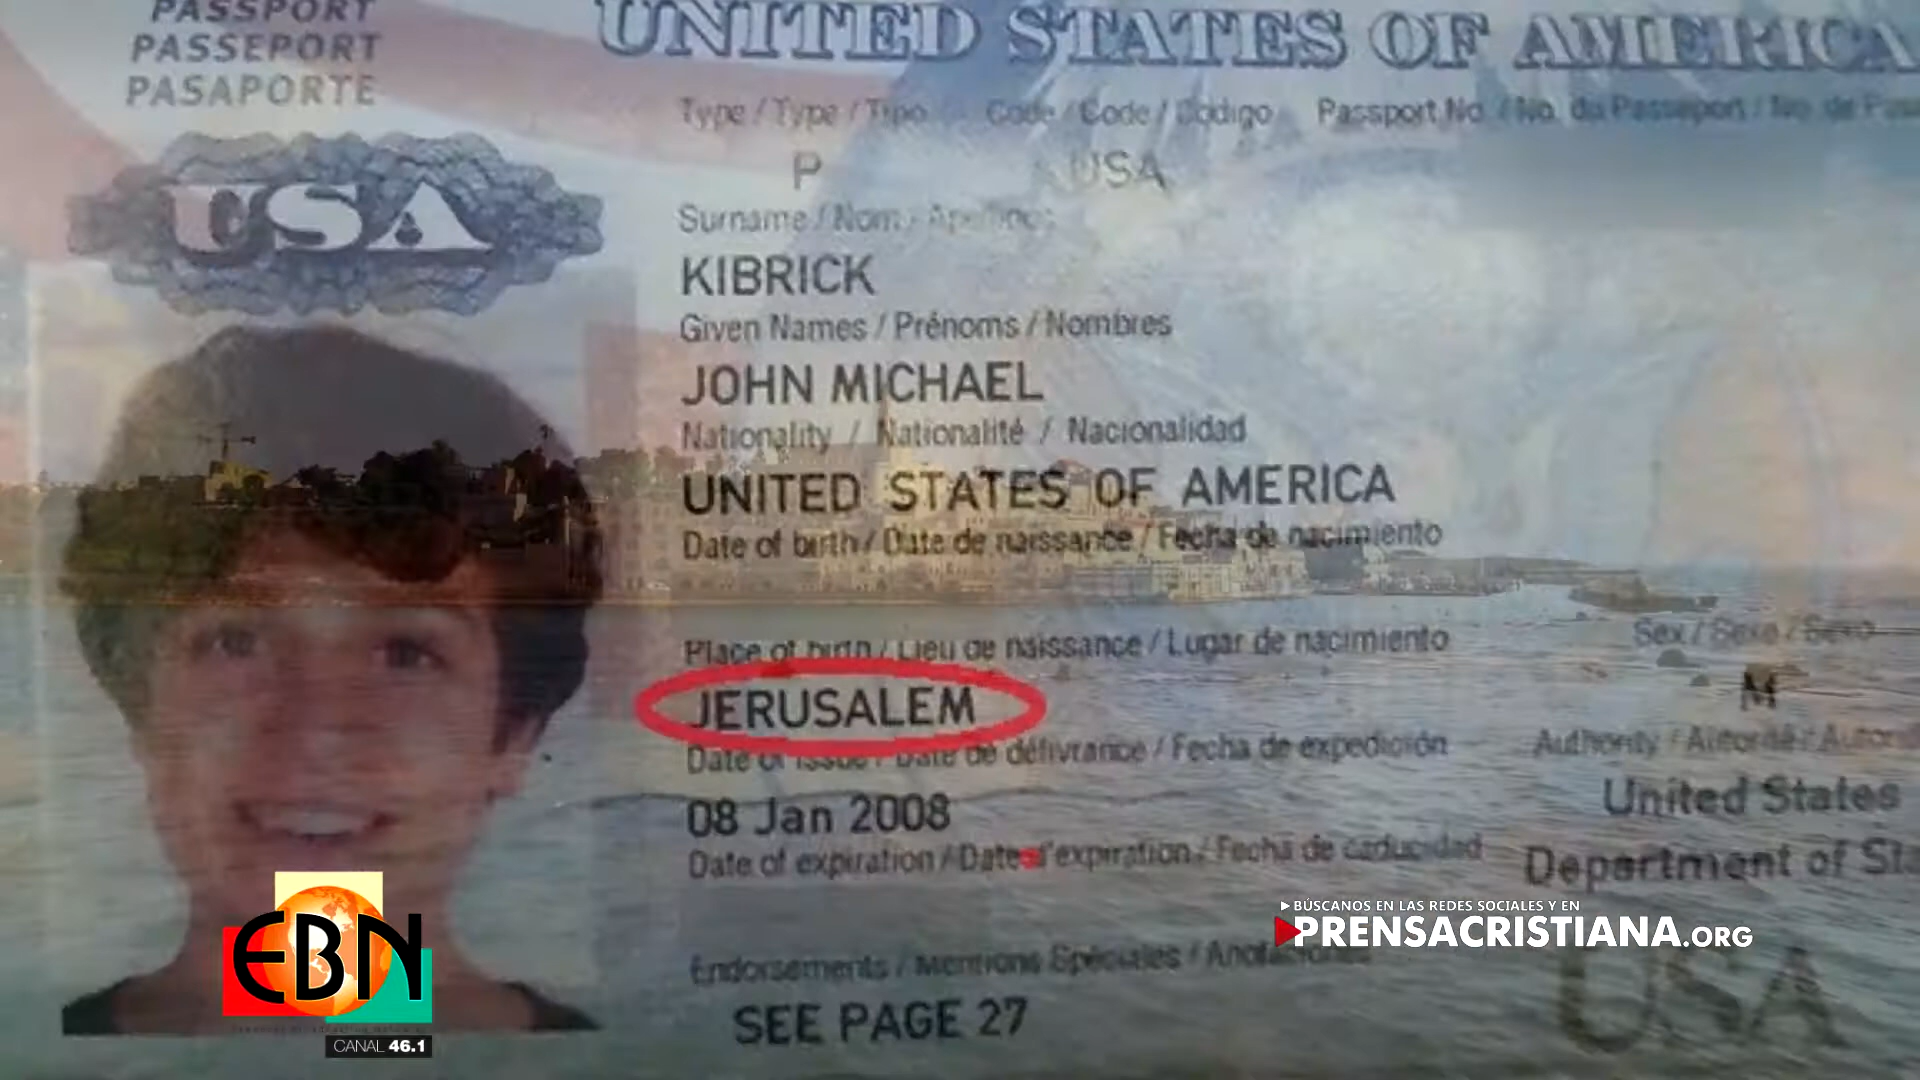 PASSPORT
PASSEPORT
PASAPORTE
USA
UNITED STATES OF AMERICA
Type / Type / Tipo Code / Code / Código Passport No. / No. du Passeport / No. de
P USA
Surname / Nom / Apellidos
KIBRICK
Given Names / Prénoms / Nombres
JOHN MICHAEL
Nationality / Nationalité / Nacionalidad
UNITED STATES OF AMERICA
Date of birth / Date de naissance / Fecha de nacimiento
Place of birth / Lieu de naissance / Lugar de nacimiento
Sex / Sexe / Sexo
JERUSALEM
M
Date of issue / Date de délivrance / Fecha de expedición
Authority / Autorité /
08 Jan 2008
United States
Date of expiration / Date d'expiration / Fecha de caducidad
Department of
Endorsements / Mentions Spéciales / Anotaciones
SEE PAGE 27
USA
EBN
CANAL 46.1
BÚSCANOS EN LAS REDES SOCIALES Y EN
PRENSACRISTIANA.ORG